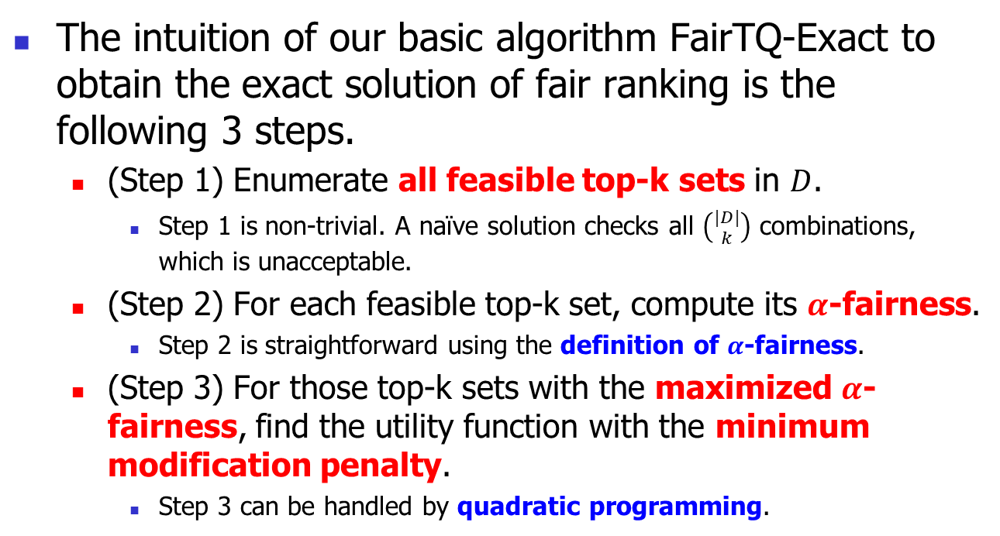 The intuition of our basic algorithm FairTQ-Exact to
obtain the exact solution of fair ranking is the
following 3 steps.
(Step 1) Enumerate all feasible top-k sets in D.
Step 1 is non-trivial. A naïve solution checks all (|D| k) combinations,
which is unacceptable.
(Step 2) For each feasible top-k set, compute its α-fairness.
Step 2 is straightforward using the definition of α-fairness.
(Step 3) For those top-k sets with the maximized α-
fairness, find the utility function with the minimum
modification penalty.
Step 3 can be handled by quadratic programming.